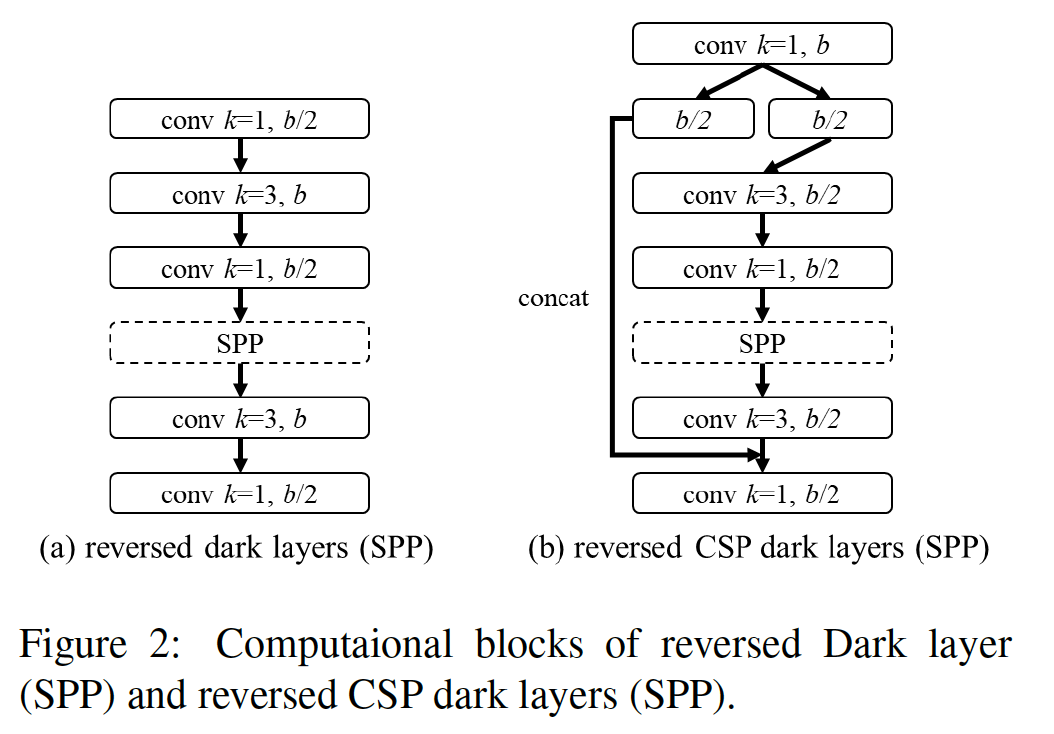 conv k=1, b/2
conv k=3, b
conv k=1, b/2
SPP
conv k=3, b
conv k=1, b/2
(a) reversed dark layers (SPP)
conv k=1, b
b/2
b/2
conv k=3, b/2
conv k=1, b/2
concat
SPP
conv k=3, b/2
conv k=1, b/2
(b) reversed CSP dark layers (SPP)
Figure 2: Computaional blocks of reversed Dark layer
(SPP) and reversed CSP dark layers (SPP).